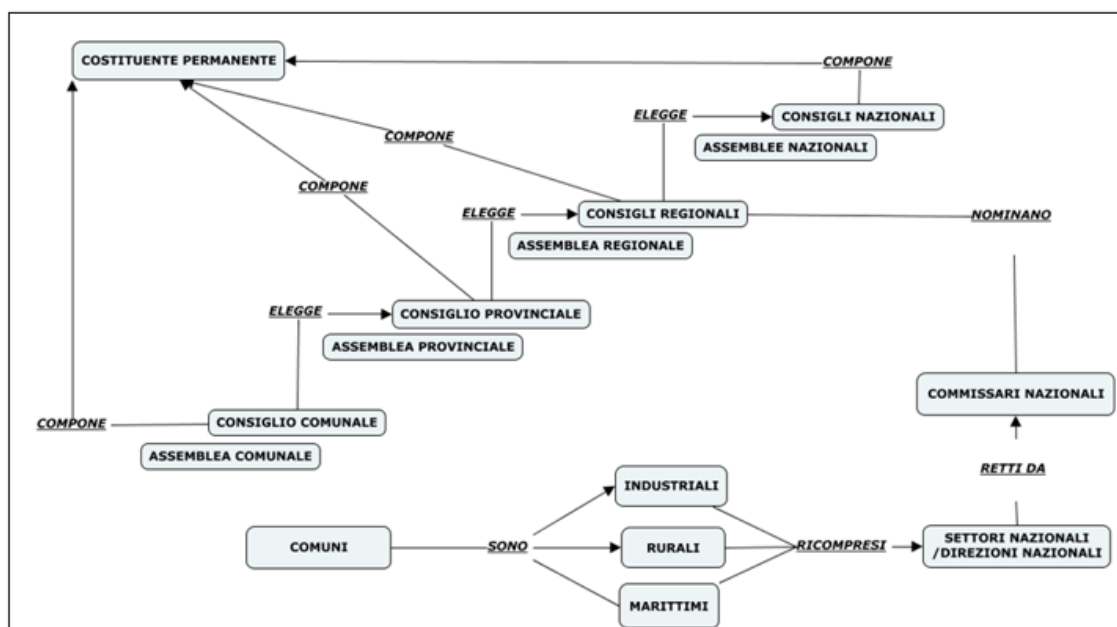 COSTITUENTE PERMANENTE
COMPONE
ELEGGE
CONSIGLI NAZIONALI
COMPONE
ASSEMBLEE NAZIONALI
COMPONE
ELEGGE
CONSIGLI REGIONALI
NOMINANO
ASSEMBLEA REGIONALE
ELEGGE
CONSIGLIO PROVINCIALE
ASSEMBLEA PROVINCIALE
COMMISSARI NAZIONALI
COMPONE
CONSIGLIO COMUNALE
ASSEMBLEA COMUNALE
RETTI DA
INDUSTRIALI
COMUNI
SONO
RURALI
RICOMPRESI
SETTORI NAZIONALI
/DIREZIONI NAZIONALI
MARITTIMI